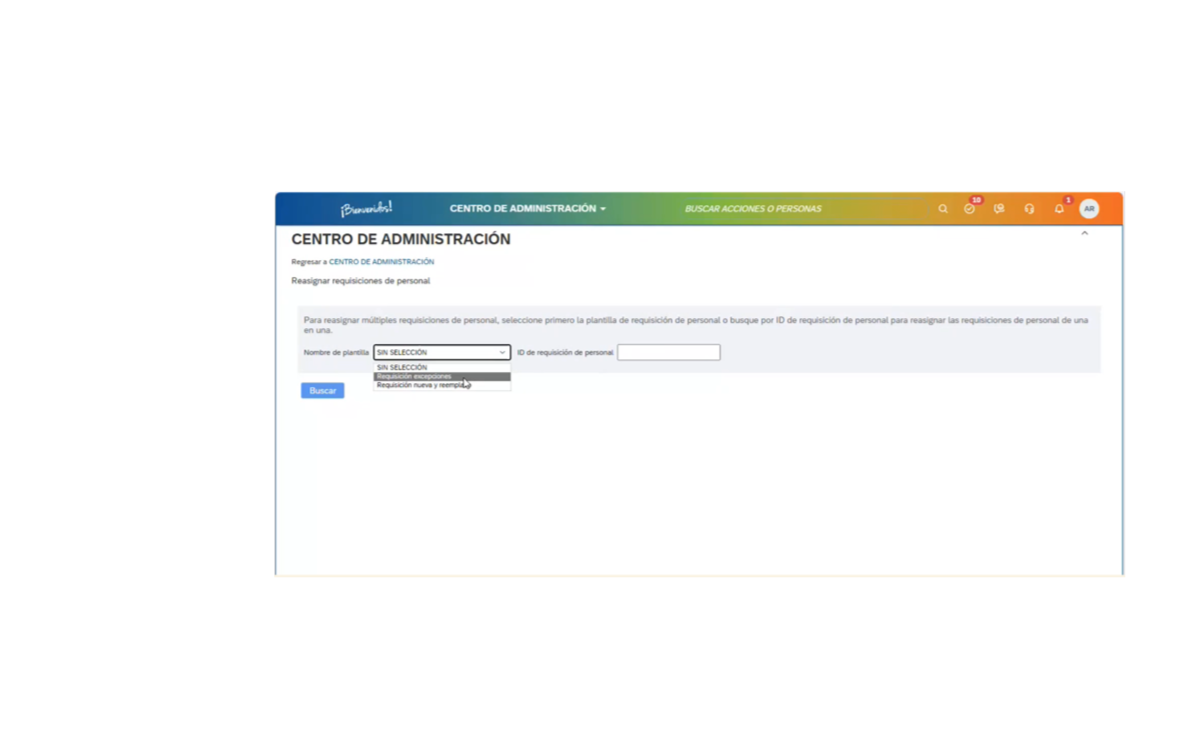 ¡Bienvenidos!
CENTRO DE ADMINISTRACIÓN
BUSCAR ACCIONES O PERSONAS
18
1
AR
CENTRO DE ADMINISTRACIÓN
Regresar a CENTRO DE ADMINISTRACIÓN
Reasignar requisiciones de personal
Para reasignar múltiples requisiciones de personal, seleccione primero la plantilla de requisición de personal o busque por ID de requisición de personal para reasignar las requisiciones de personal de una
en una.
Nombre de plantilla SIN SELECCIÓN ID de requisición de personal
SIN SELECCIÓN
Requisición excepciones
Requisición nueva y reemplazo
Buscar